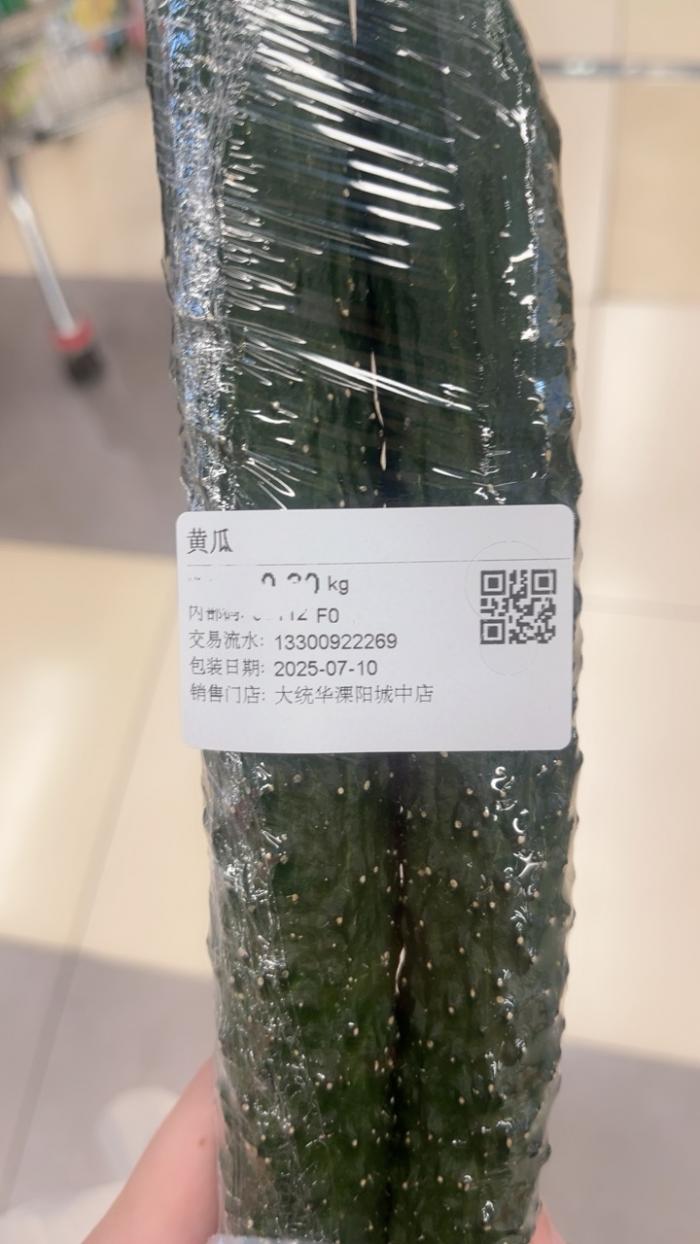 黄瓜
kg
内部码: F0
交易流水: 13300922269
包装日期: 2025-07-10
销售门店: 大统华溧阳城中店